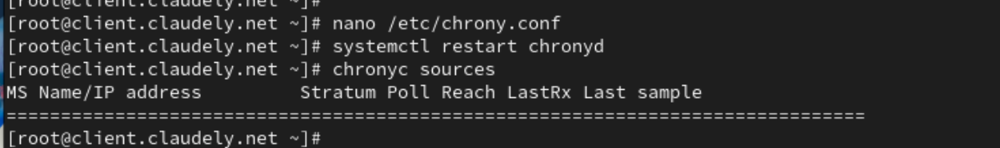 [root@client.claudely.net ~]#
[root@client.claudely.net ~]# nano /etc/chrony.conf
[root@client.claudely.net ~]# systemctl restart chronyd
[root@client.claudely.net ~]# chronyc sources
MS Name/IP address         Stratum Poll Reach LastRx Last sample
===============================================================================
[root@client.claudely.net ~]#